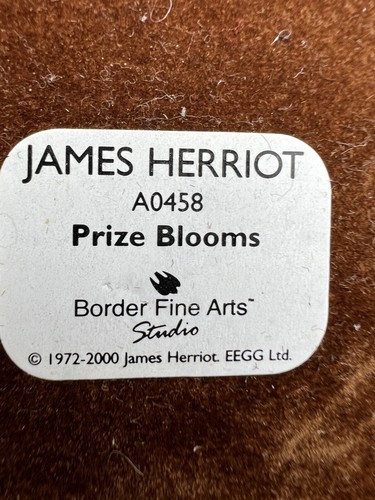 JAMES HERRIOT
A0458
Prize Blooms
Border Fine Arts™
Studio
© 1972-2000 James Herriot. EEGG Ltd.